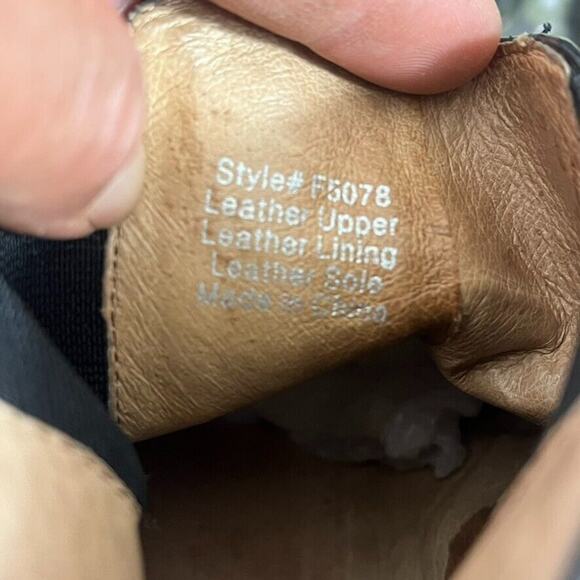 Style# F5078
Leather Upper
Leather Lining
Leather Sole
Made in China